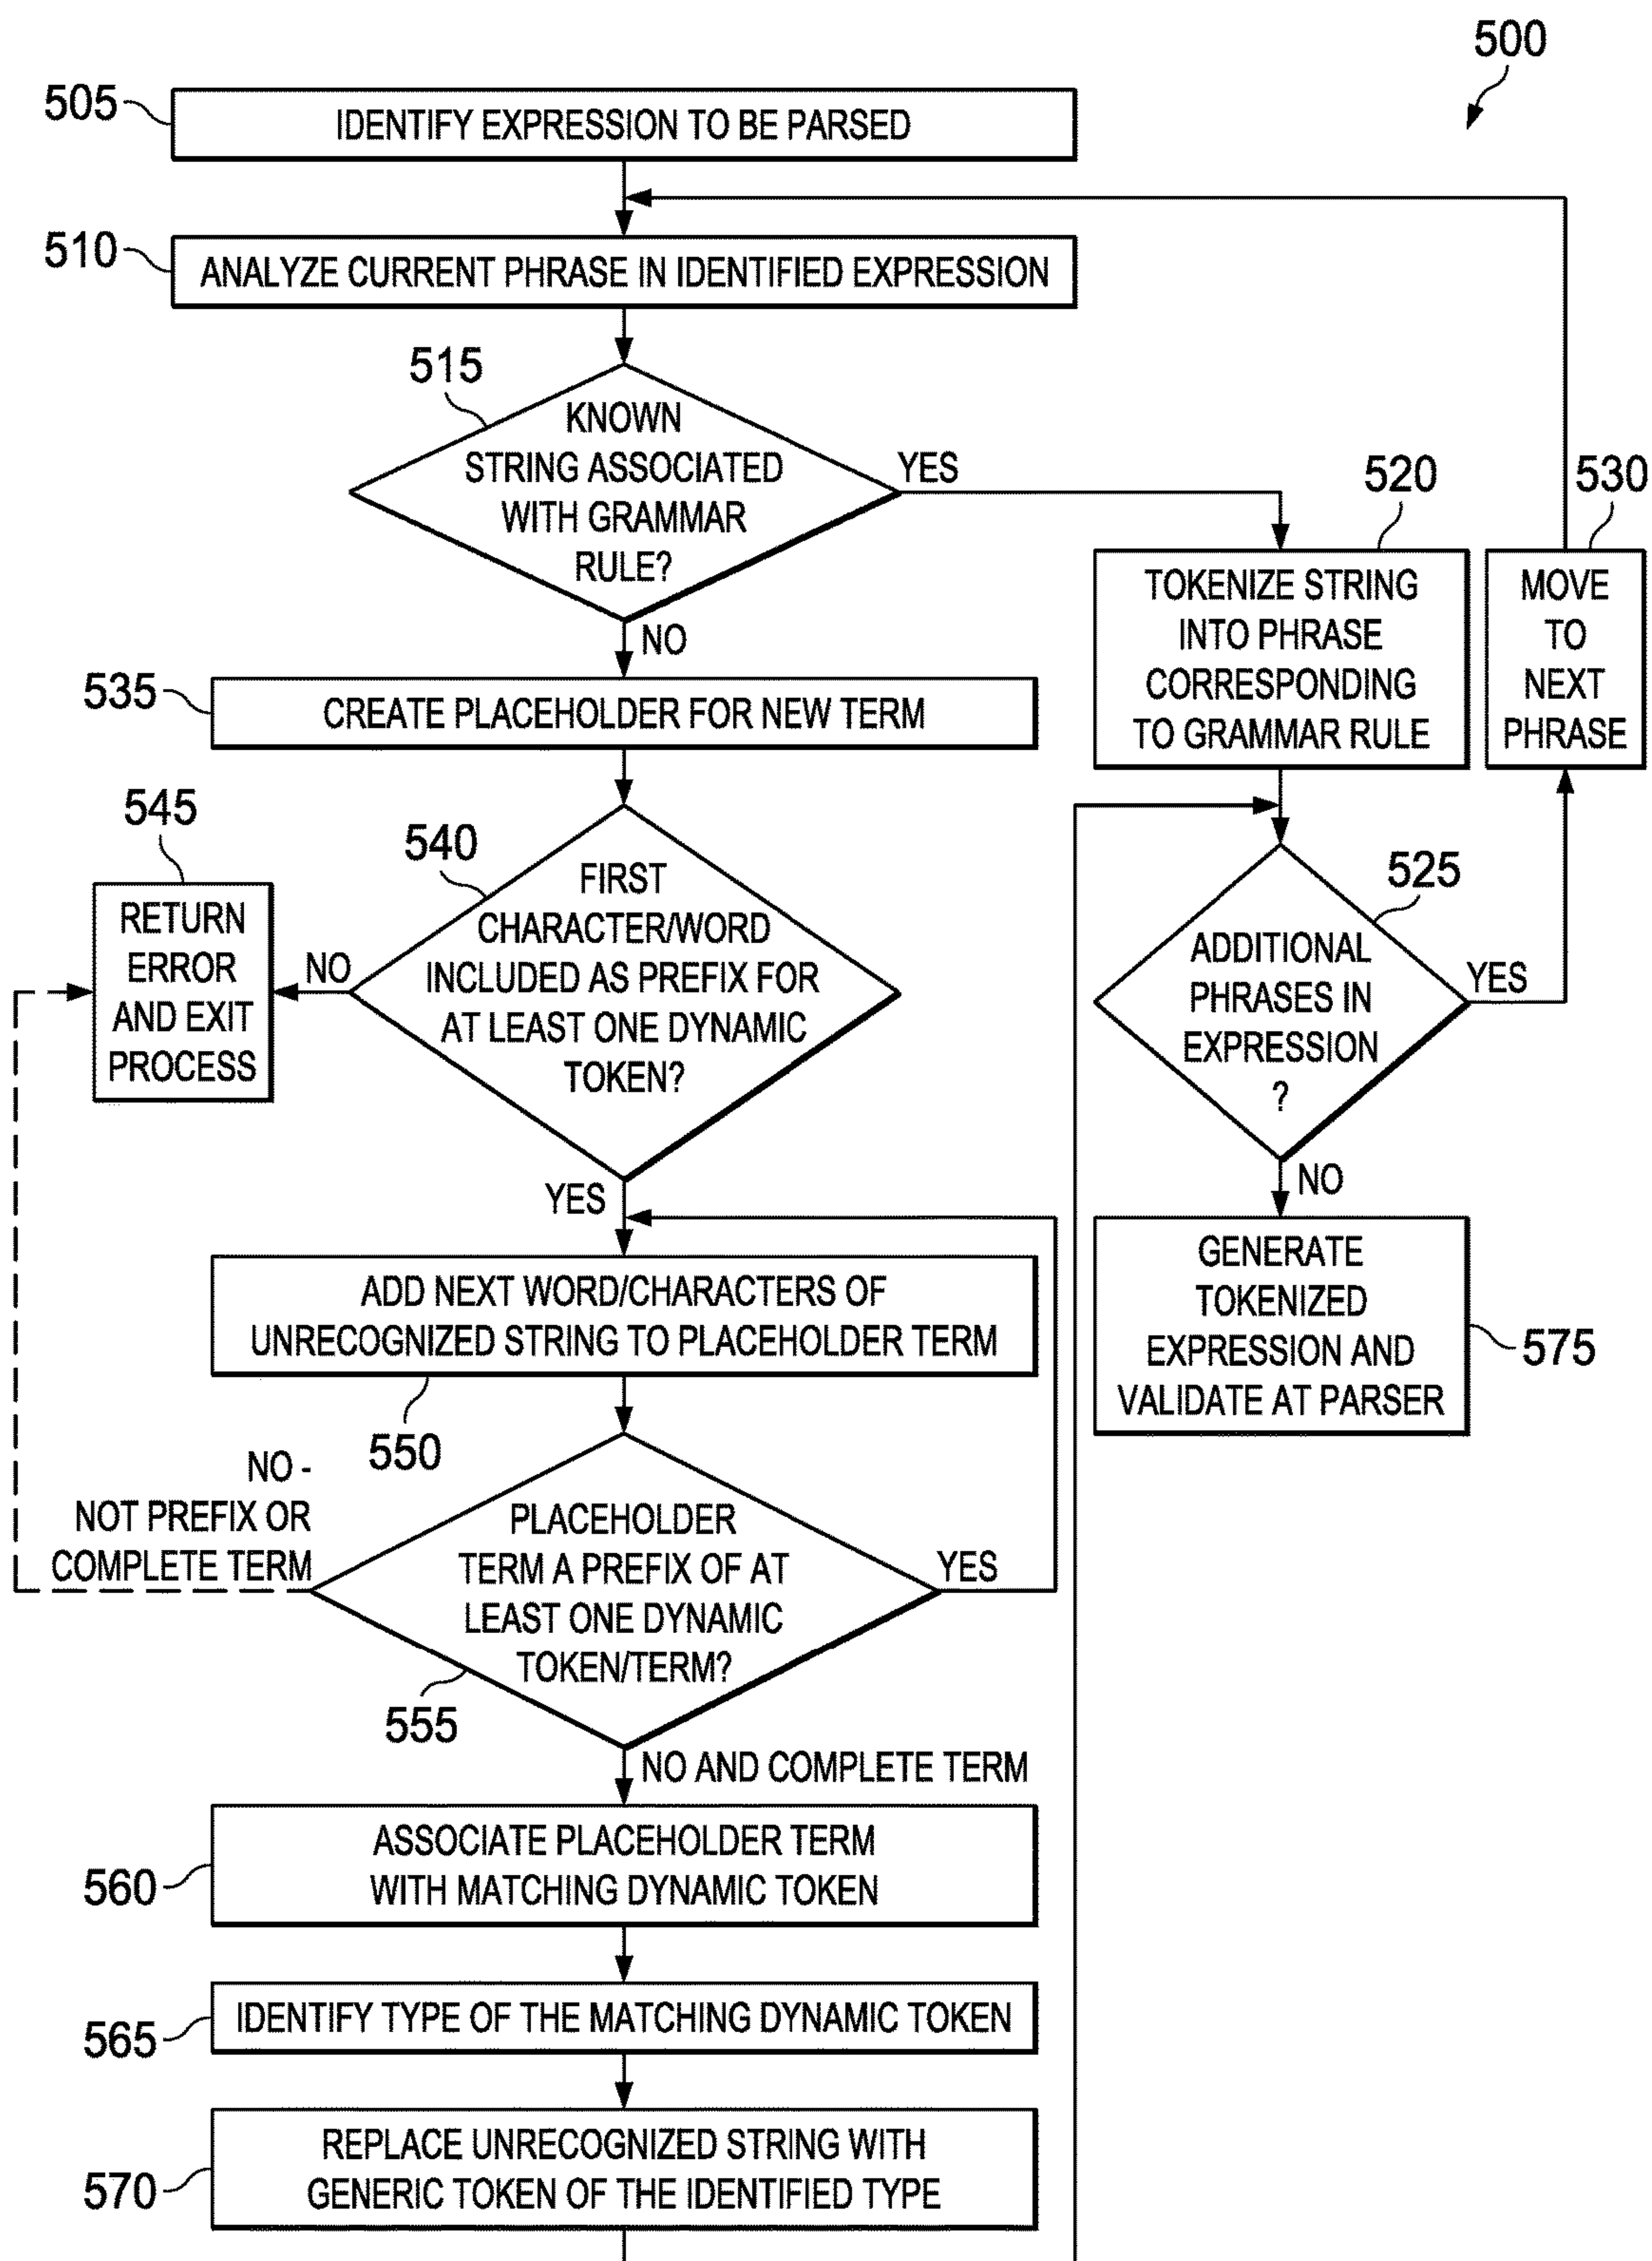 500
505
IDENTIFY EXPRESSION TO BE PARSED
510
ANALYZE CURRENT PHRASE IN IDENTIFIED EXPRESSION
515
KNOWN
STRING ASSOCIATED
WITH GRAMMAR
RULE?
YES
NO
520
TOKENIZE STRING
INTO PHRASE
CORRESPONDING
TO GRAMMAR RULE
530
MOVE
TO
NEXT
PHRASE
535
CREATE PLACEHOLDER FOR NEW TERM
540
FIRST
CHARACTER/WORD
INCLUDED AS PREFIX FOR
AT LEAST ONE DYNAMIC
TOKEN?
NO
YES
545
RETURN
ERROR
AND EXIT
PROCESS
525
ADDITIONAL
PHRASES IN
EXPRESSION
?
YES
NO
GENERATE
TOKENIZED
EXPRESSION AND
VALIDATE AT PARSER
575
ADD NEXT WORD/CHARACTERS OF
UNRECOGNIZED STRING TO PLACEHOLDER TERM
550
NO -
NOT PREFIX OR
COMPLETE TERM
PLACEHOLDER
TERM A PREFIX OF AT
LEAST ONE DYNAMIC
TOKEN/TERM?
YES
555
NO AND COMPLETE TERM
ASSOCIATE PLACEHOLDER TERM
WITH MATCHING DYNAMIC TOKEN
560
IDENTIFY TYPE OF THE MATCHING DYNAMIC TOKEN
565
REPLACE UNRECOGNIZED STRING WITH
GENERIC TOKEN OF THE IDENTIFIED TYPE
570